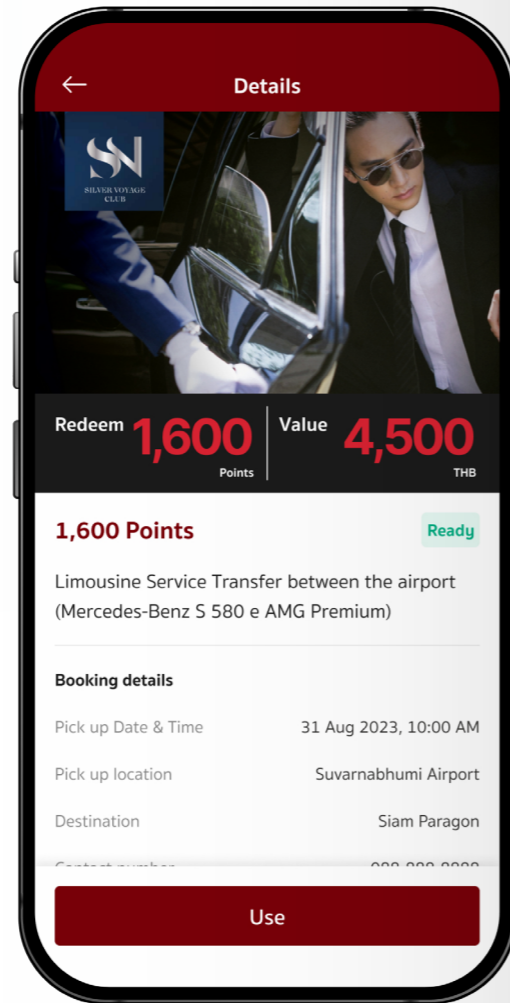 Details
SILVER VOYAGE
CLUB
Redeem 1,600 Points
Value 4,500 THB
1,600 Points
Ready
Limousine Service Transfer between the airport
(Mercedes-Benz S 580 e AMG Premium)
Booking details
Pick up Date & Time 31 Aug 2023, 10:00 AM
Pick up location Suvarnabhumi Airport
Destination Siam Paragon
Contact number
Use